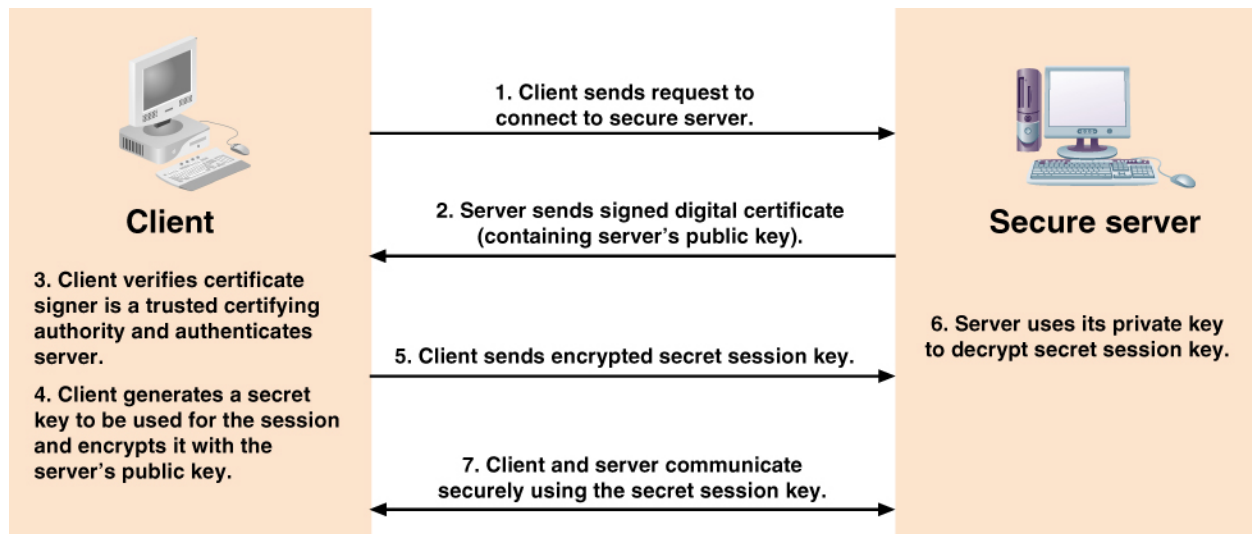 1. Client sends request to
connect to secure server.
2. Server sends signed digital certificate
(containing server's public key).
Client
Secure server
3. Client verifies certificate
signer is a trusted certifying
authority and authenticates
server.
4. Client generates a secret
key to be used for the session
and encrypts it with the
server's public key.
5. Client sends encrypted secret session key.
6. Server uses its private key
to decrypt secret session key.
7. Client and server communicate
securely using the secret session key.